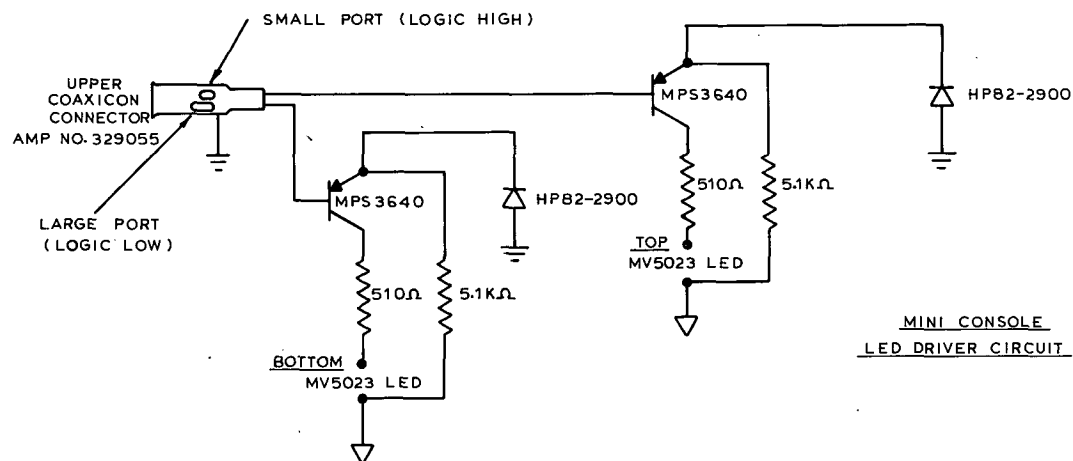 SMALL PORT (LOGIC HIGH)
UPPER
COAXICON
CONNECTOR
AMP NO. 329055
LARGE PORT
(LOGIC LOW)
MPS3640
HP82-2900
510Ω
5.1KΩ
TOP
MV5023 LED
MPS3640
HP82-2900
510Ω
5.1KΩ
BOTTOM
MV5023 LED
MINI CONSOLE
LED DRIVER CIRCUIT